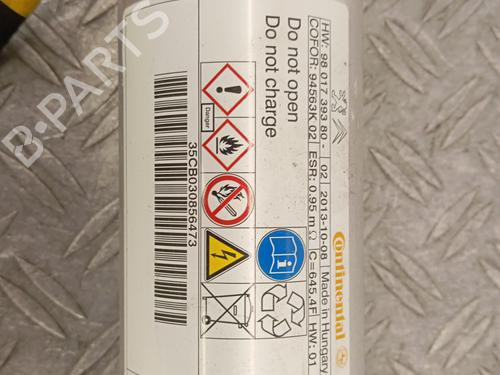 HW: 98 017 393 80 - 02 2013-10-08 Made in Hungary
COFOR: 94563K 02 ESR: 0.95 mΩ C=645,4F HW: 01
Continental
Do not open
Do not charge
Danger
35CB030856473
B-PARTS